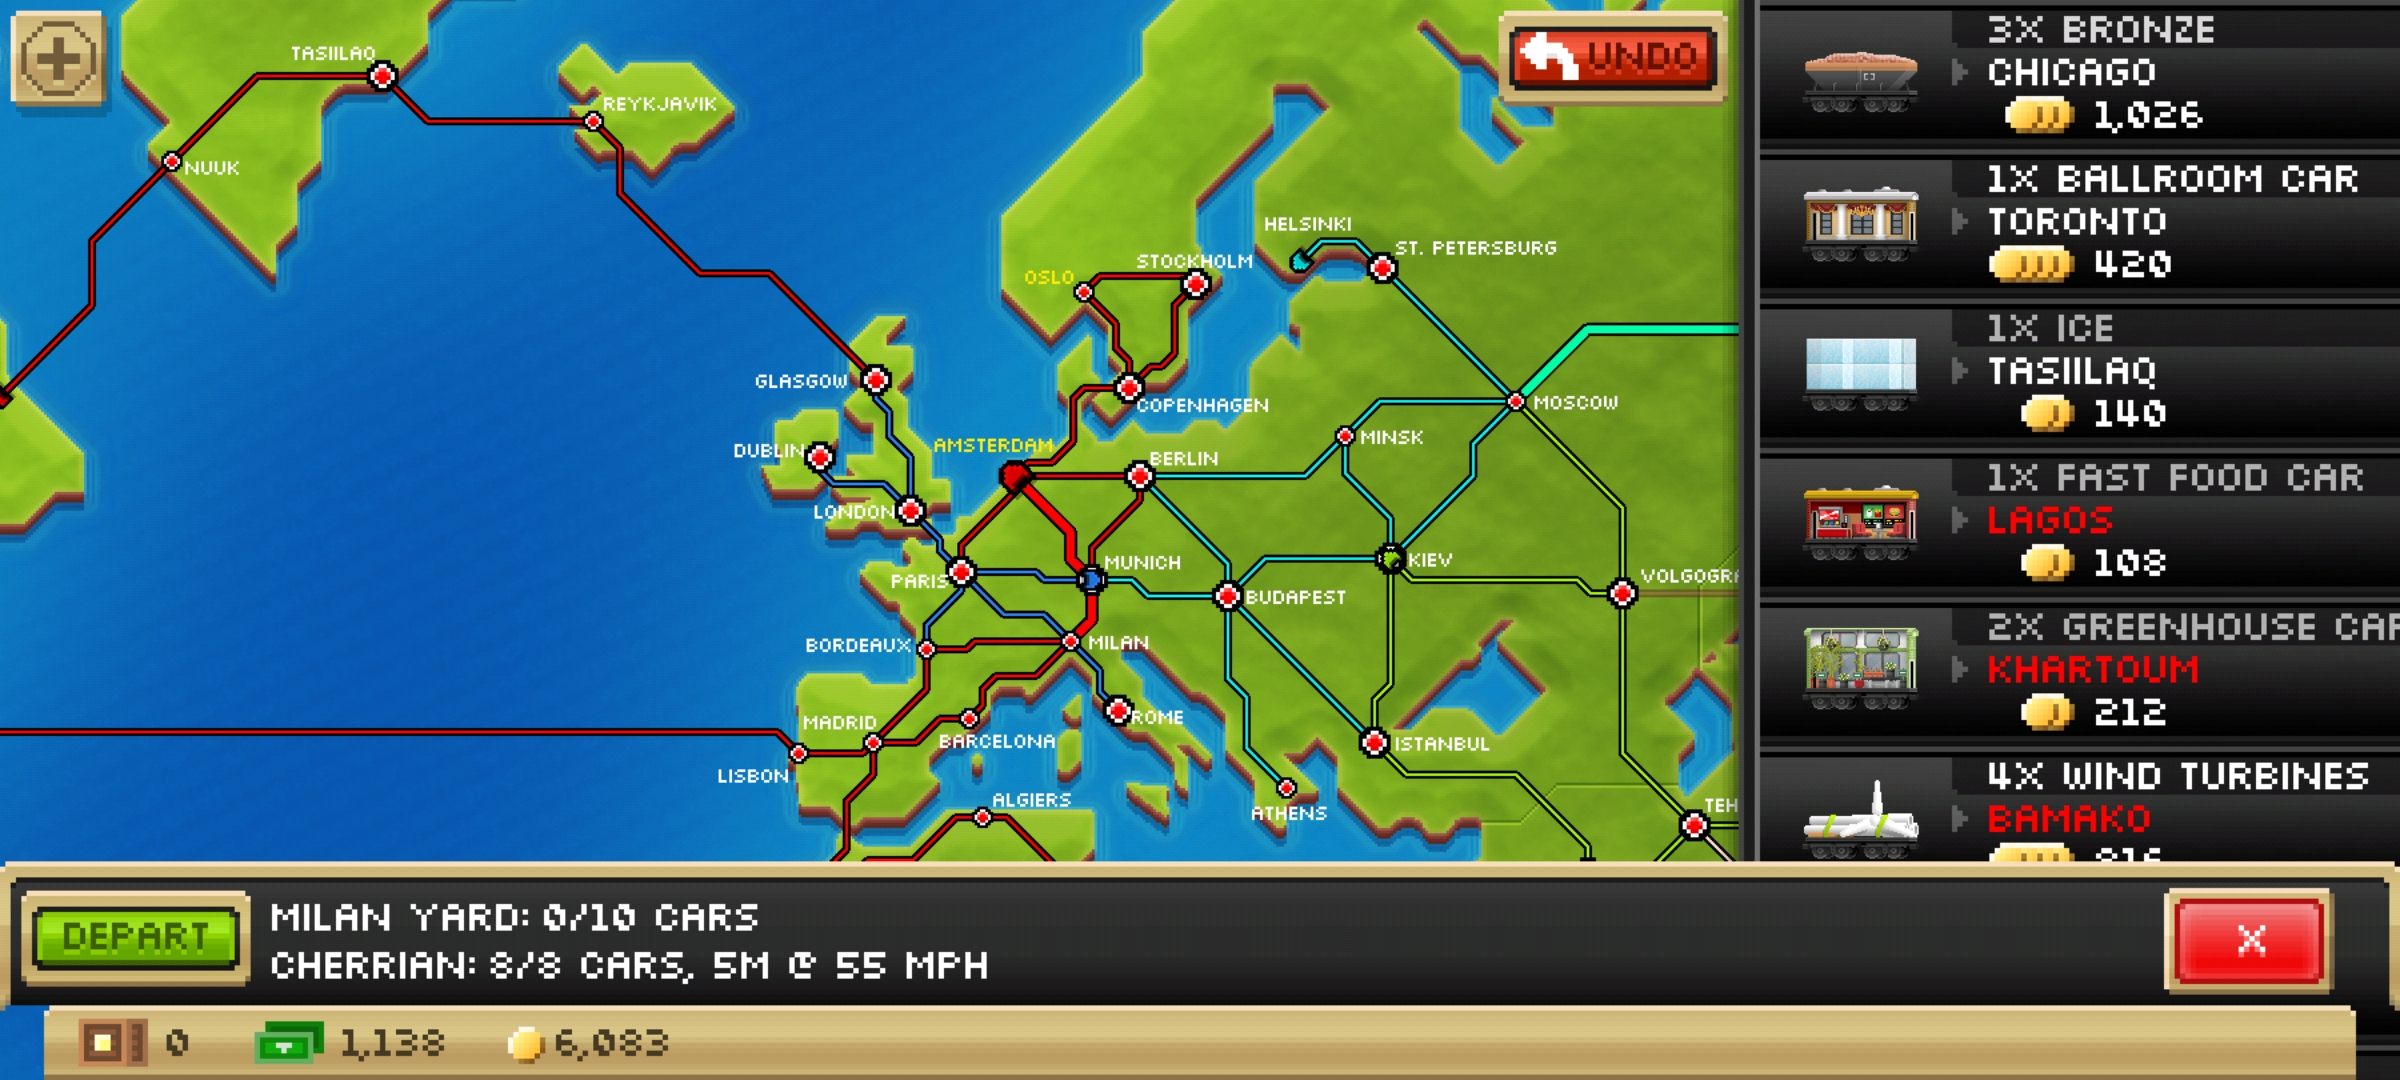 TASIILAQ
REYKJAVIK
NUUK
UNDO
HELSINKI
ST. PETERSBURG
STOCKHOLM
OSLO
GLASGOW
COPENHAGEN
MOSCOW
MINSK
AMSTERDAM
DUBLIN
BERLIN
LONDON
MUNICH
KIEV
PARIS
BUDAPEST
VOLGOGRA
BORDEAUX
MILAN
MADRID
ROME
BARCELONA
ISTANBUL
LISBON
ALGIERS
ATHENS
TEH
3X BRONZE
CHICAGO
1,026
1X BALLROOM CAR
TORONTO
420
1X ICE
TASIILAQ
140
1X FAST FOOD CAR
LAGOS
108
2X GREENHOUSE CAR
KHARTOUM
212
4X WIND TURBINES
BAMAKO
DEPART
MILAN YARD: 0/10 CARS
CHERRIAN: 8/8 CARS, 5M @ 55 MPH
X
0
1,138
6,083